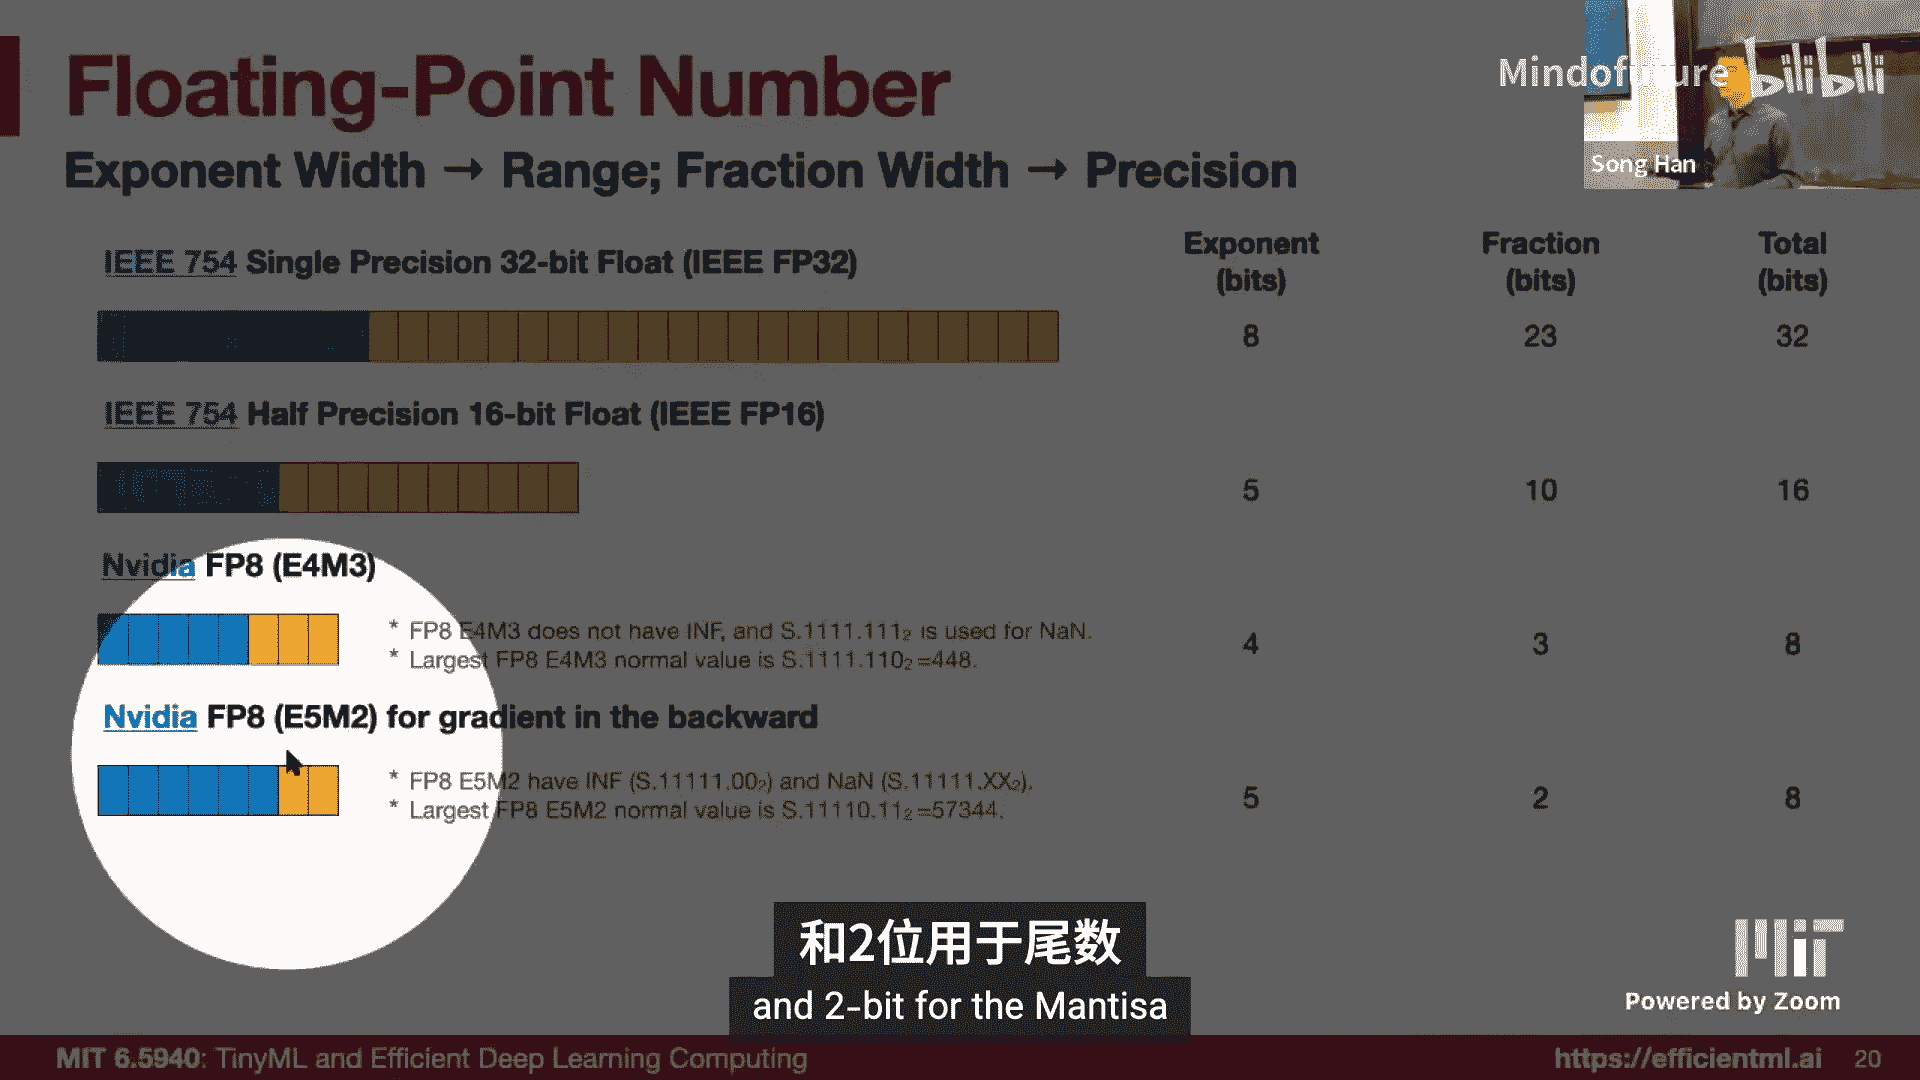 Floating-Point Number
Mindofuture
bilibili
Song Han
Exponent Width → Range; Fraction Width → Precision
Exponent (bits)
Fraction (bits)
Total (bits)
IEEE 754 Single Precision 32-bit Float (IEEE FP32)
8 23 32
IEEE 754 Half Precision 16-bit Float (IEEE FP16)
5 10 16
Nvidia FP8 (E4M3)
* FP8 E4M3 does not have INF, and S.1111.111₂ is used for NaN.
* Largest FP8 E4M3 normal value is S.1111.110₂ =448.
4 3 8
Nvidia FP8 (E5M2) for gradient in the backward
* FP8 E5M2 have INF (S.11111.00₂) and NaN (S.11111.XX₂).
* Largest FP8 E5M2 normal value is S.11110.11₂ =57344.
5 2 8
和2位用于尾数
and 2-bit for the Mantisa
MIT
Powered by Zoom
MIT 6.5940: TinyML and Efficient Deep Learning Computing
https://efficientml.ai 20